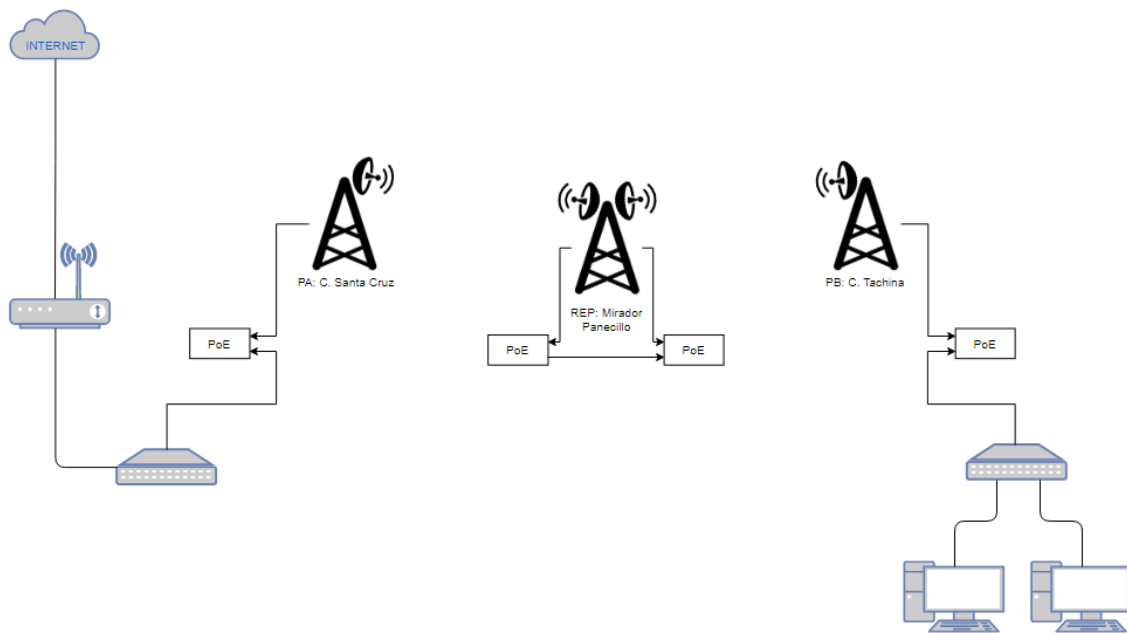 INTERNET
PA: C. Santa Cruz
REP: Mirador
Panecillo
PB: C. Tachina
PoE
PoE
PoE
PoE